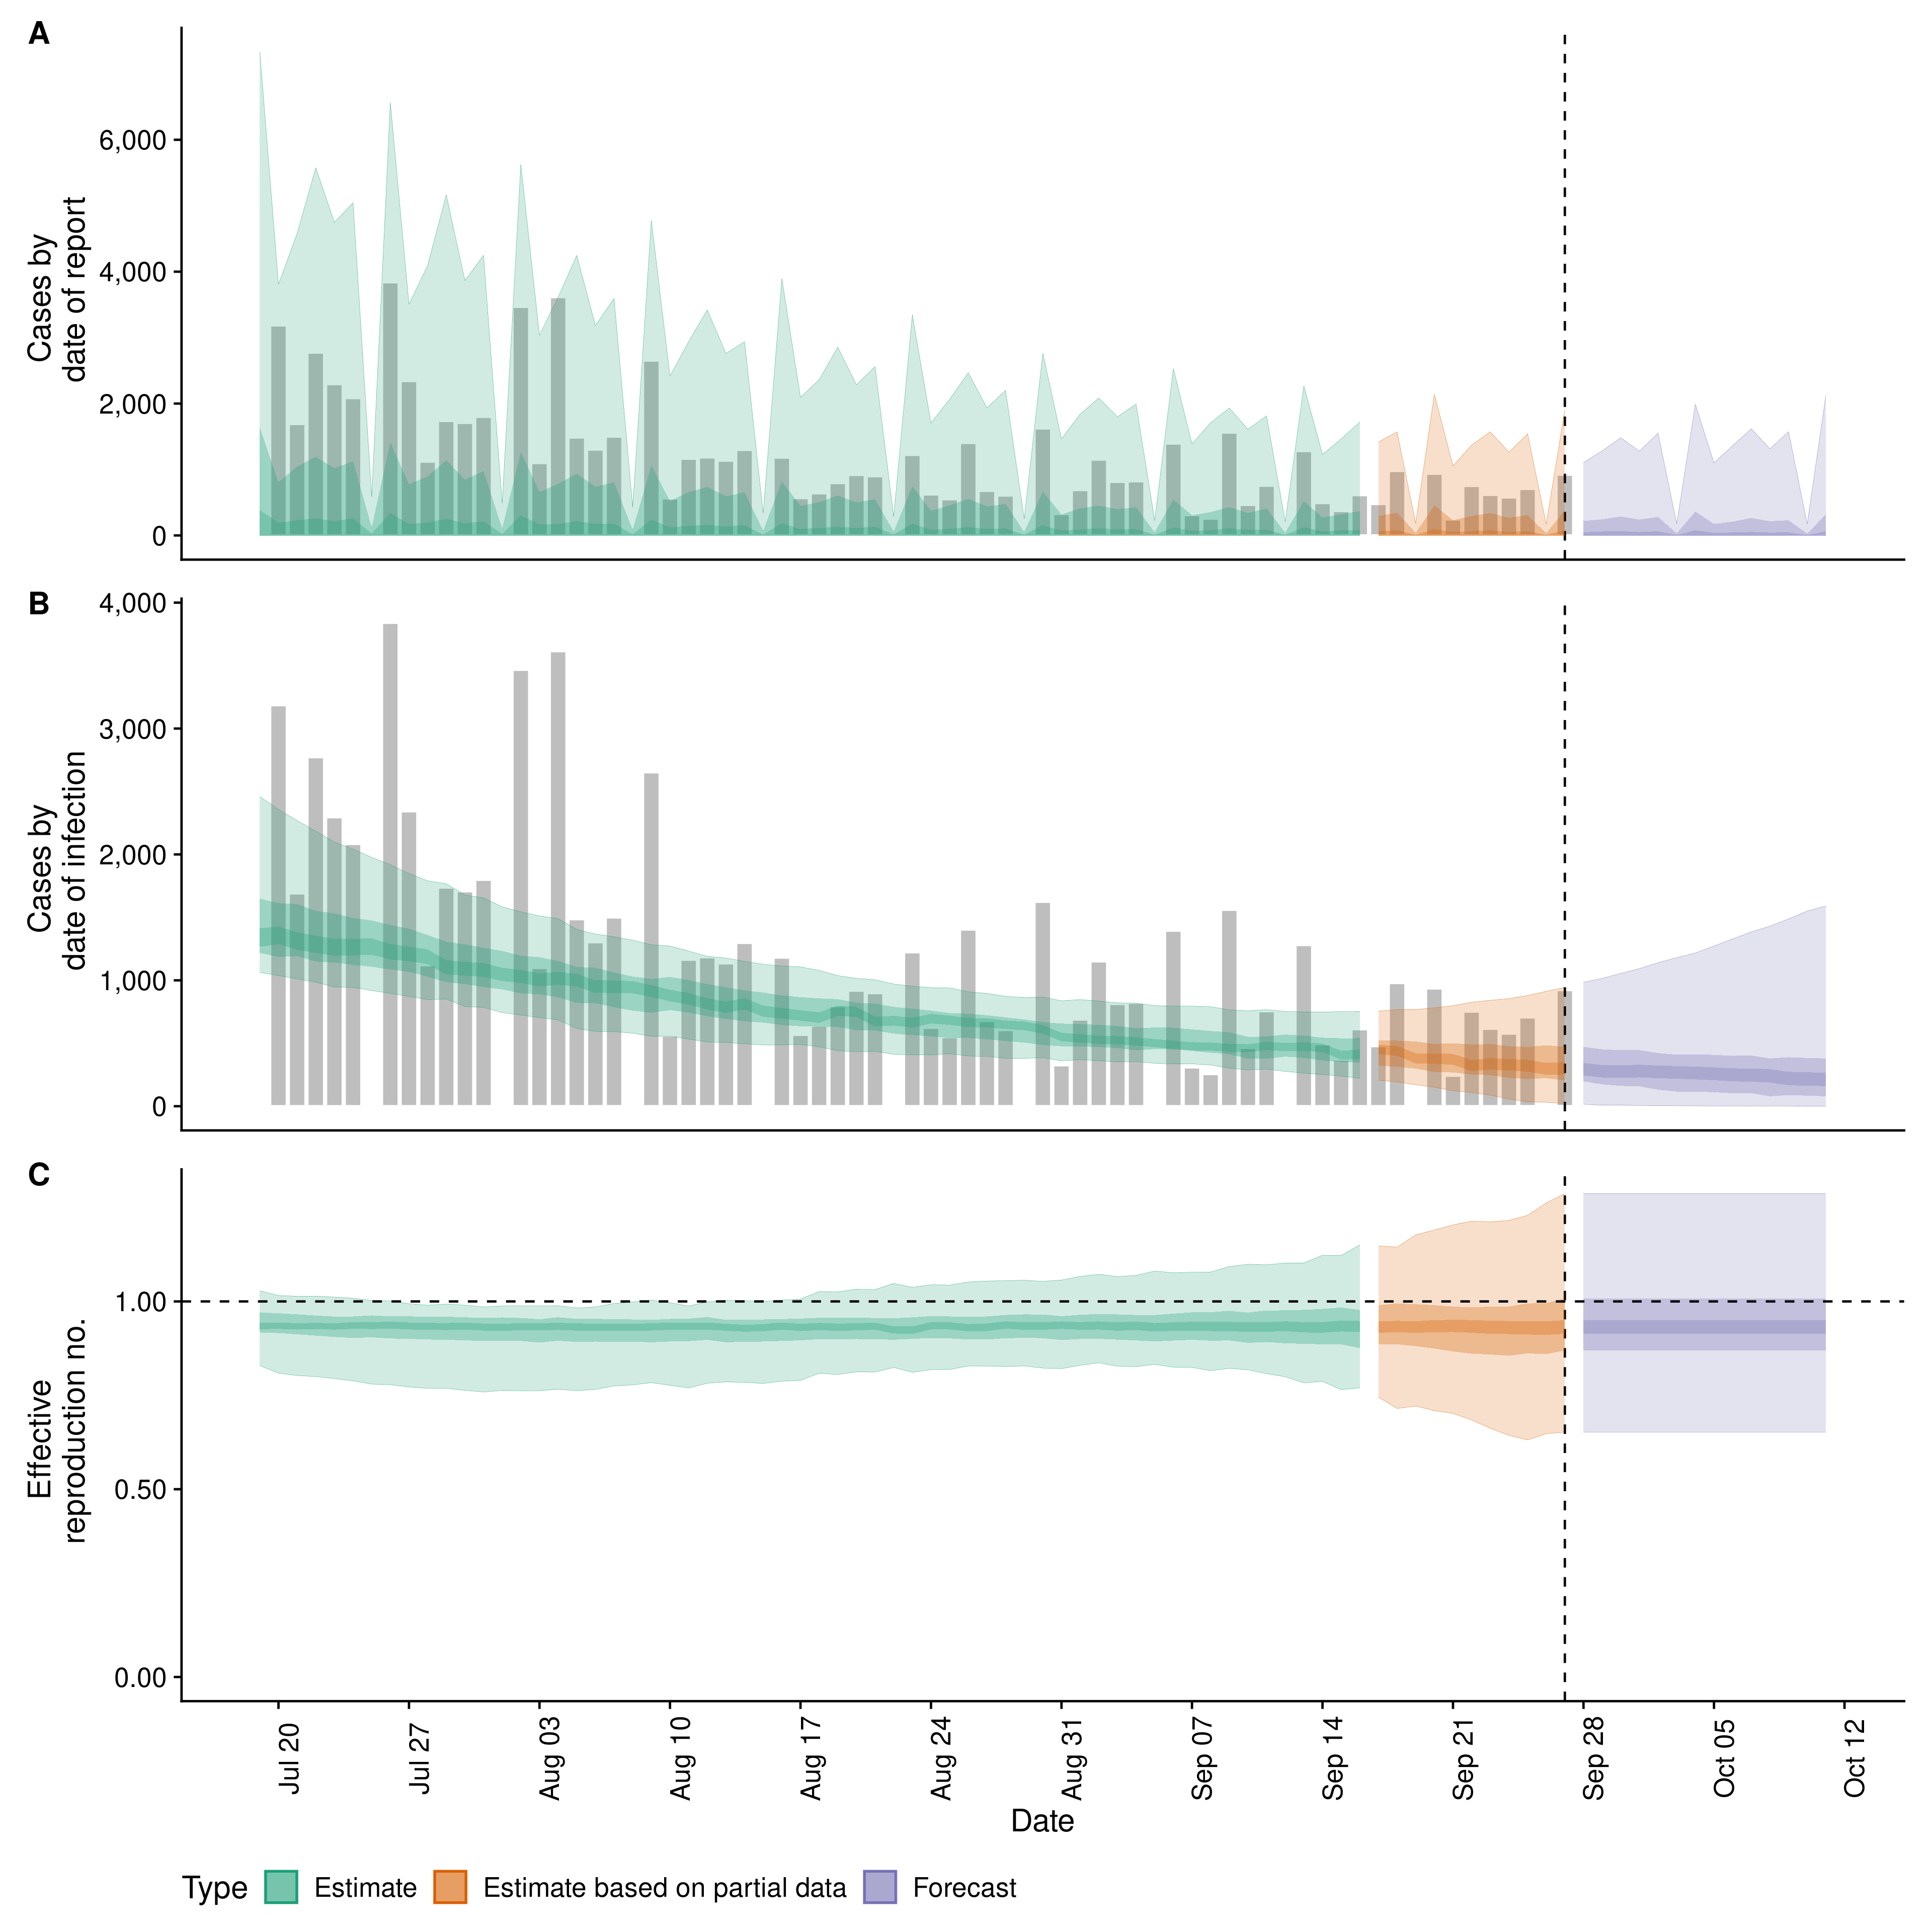 A
Cases by
date of report
6,000
4,000
2,000
0
B
Cases by
date of infection
4,000
3,000
2,000
1,000
0
C
Effective
reproduction no.
1.00
0.50
0.00
Jul 20
Jul 27
Aug 03
Aug 10
Aug 17
Aug 24
Aug 31
Sep 07
Sep 14
Sep 21
Sep 28
Oct 05
Oct 12
Date
Type Estimate Estimate based on partial data Forecast